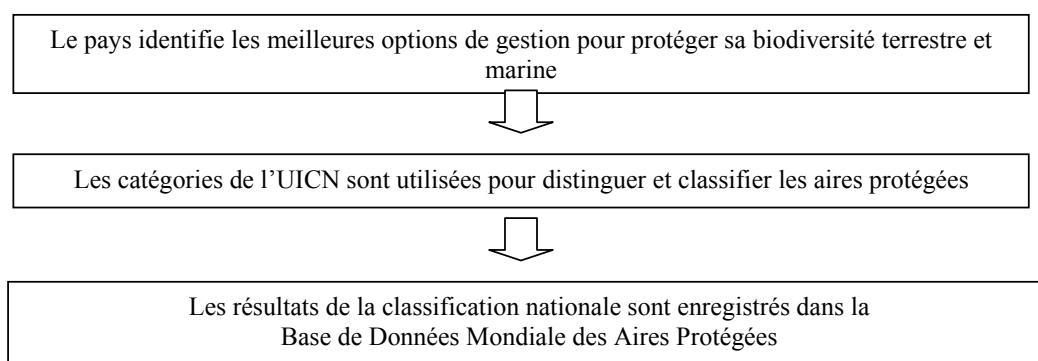 Le pays identifie les meilleures options de gestion pour protéger sa biodiversité terrestre et
marine
Les catégories de l’UICN sont utilisées pour distinguer et classifier les aires protégées
Les résultats de la classification nationale sont enregistrés dans la
Base de Données Mondiale des Aires Protégées